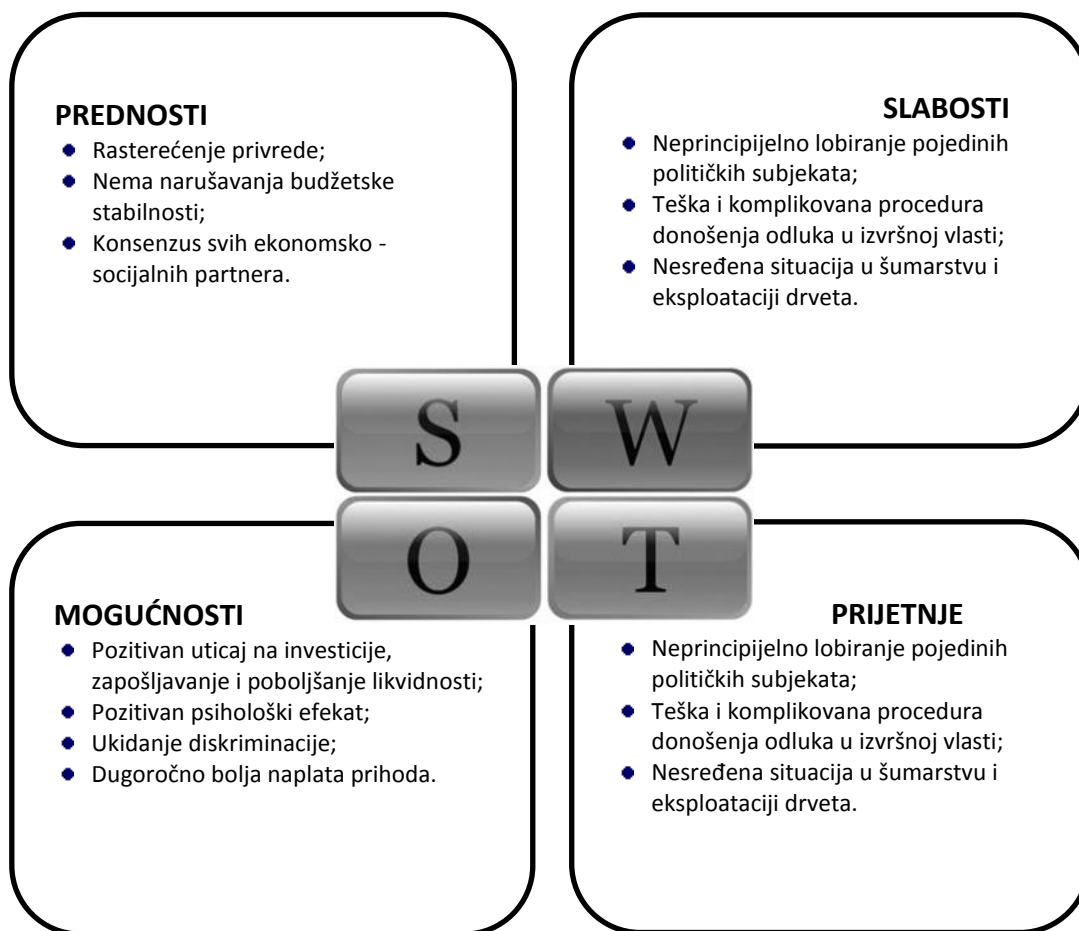 PREDNOSTI
Rasterećenje privrede;
Nema narušavanja budžetske
stabilnosti;
Konsenzus svih ekonomsko -
socijalnih partnera.
SLABOSTI
Neprincipijelno lobiranje pojedinih
političkih subjekata;
Teška i komplikovana procedura
donošenja odluka u izvršnoj vlasti;
Nesređena situacija u šumarstvu i
eksploataciji drveta.
S W
O T
MOGUĆNOSTI
Pozitivan uticaj na investicije,
zapošljavanje i poboljšanje likvidnosti;
Pozitivan psihološki efekat;
Ukidanje diskriminacije;
Dugoročno bolja naplata prihoda.
PRIJETNJE
Neprincipijelno lobiranje pojedinih
političkih subjekata;
Teška i komplikovana procedura
donošenja odluka u izvršnoj vlasti;
Nesređena situacija u šumarstvu i
eksploataciji drveta.